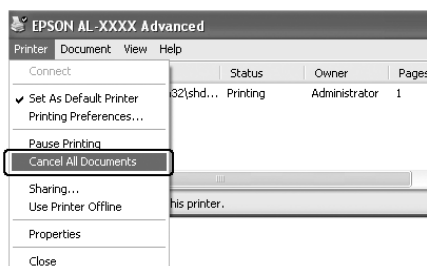 EPSON AL-XXXX Advanced
Printer Document View Help
Connect
Status Owner Pages
Set As Default Printer
i32\shd... Printing Administrator 1
Printing Preferences...
Pause Printing
Cancel All Documents
Sharing...
Use Printer Offline
his printer.
Properties
Close